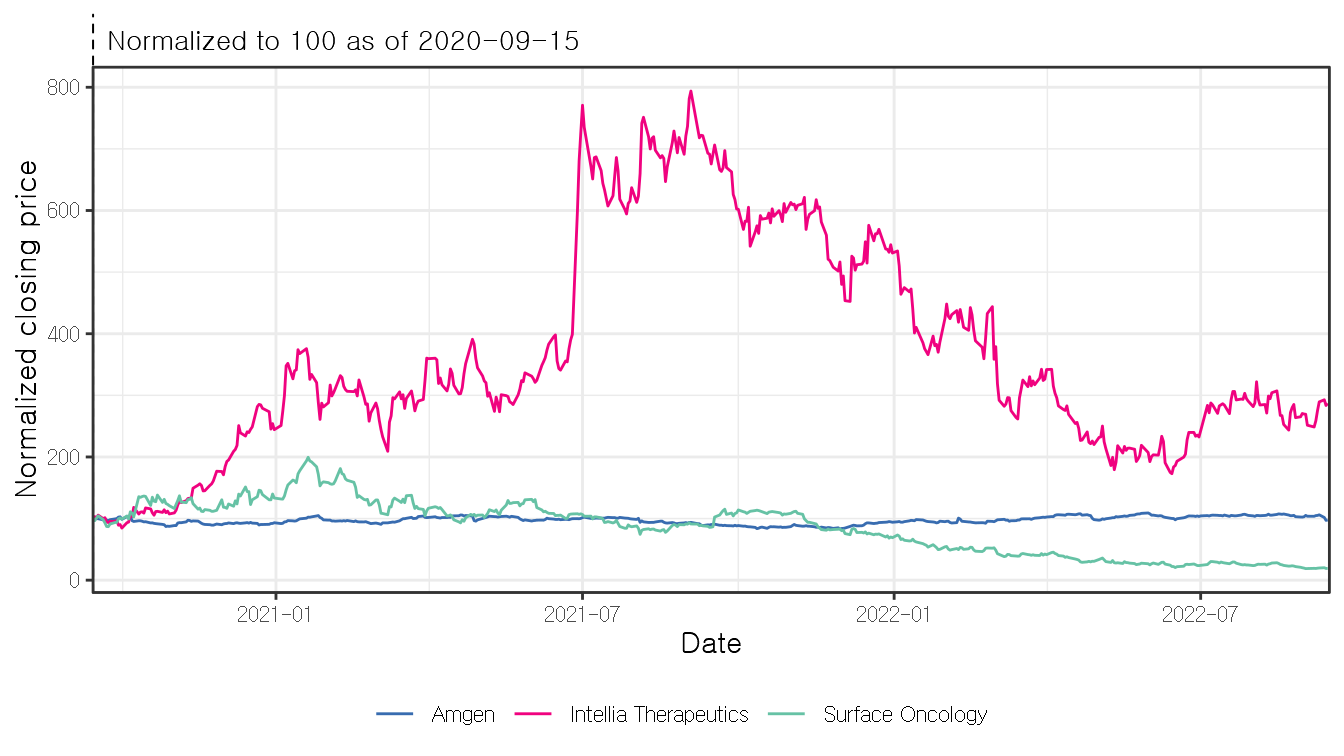 Normalized to 100 as of 2020-09-15
Normalized closing price
800
600
400
200
0
2021-01
2021-07
2022-01
2022-07
Date
Amgen
Intellia Therapeutics
Surface Oncology